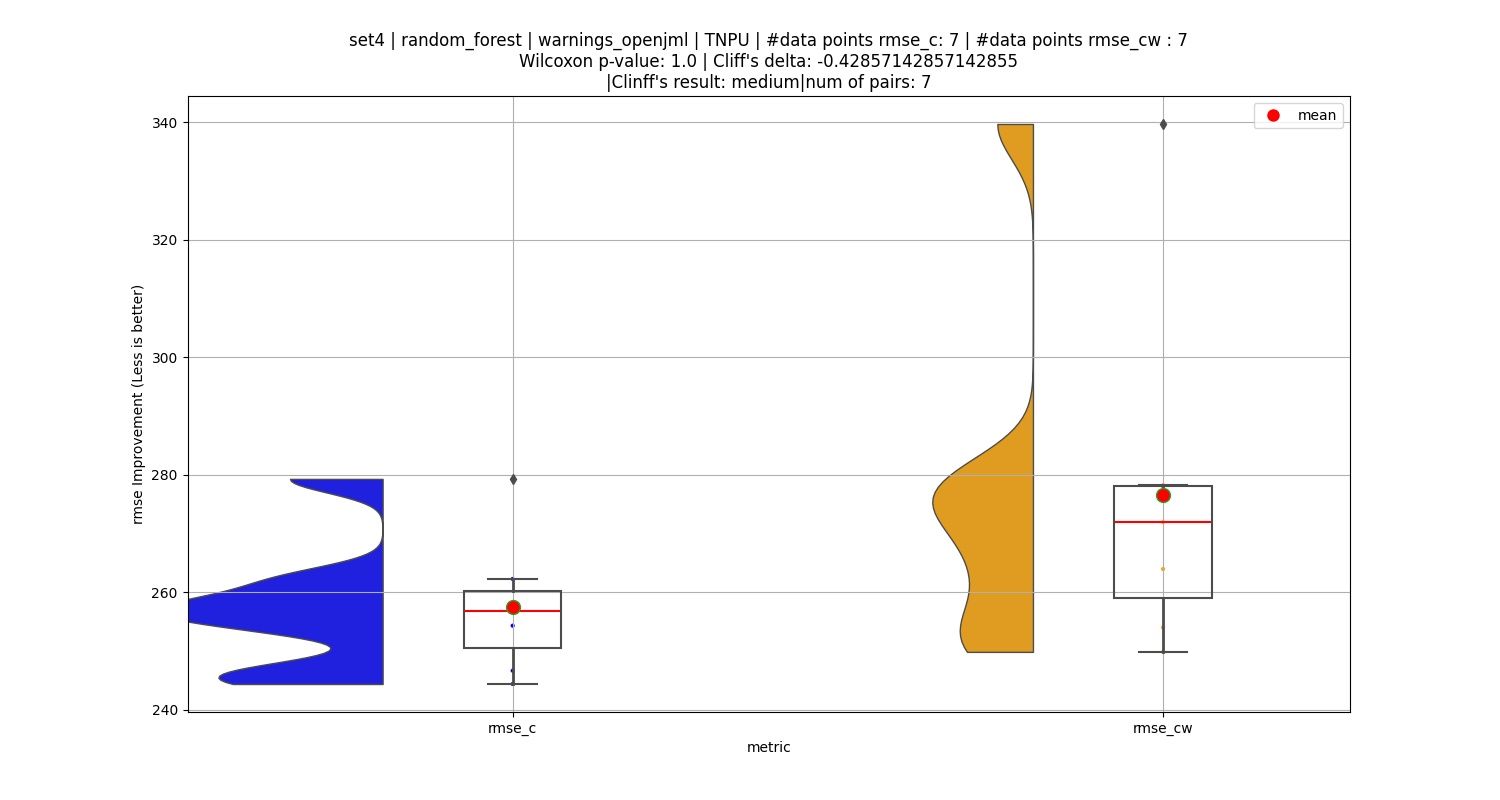 set4 | random_forest | warnings_openjml | TNPU | #data points rmse_c: 7 | #data points rmse_cw : 7
Wilcoxon p-value: 1.0 | Cliff's delta: -0.42857142857142855
|Clinff's result: medium|num of pairs: 7
mean
340
320
300
280
260
240
rmse Improvement (Less is better)
rmse_c
rmse_cw
metric